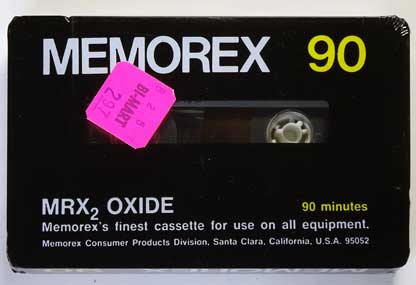 MEMOREX 90
BI-MART
297
MRX2 OXIDE 90 minutes
Memorex's finest cassette for use on all equipment.
Memorex Consumer Products Division, Santa Clara, California, U.S.A. 95052